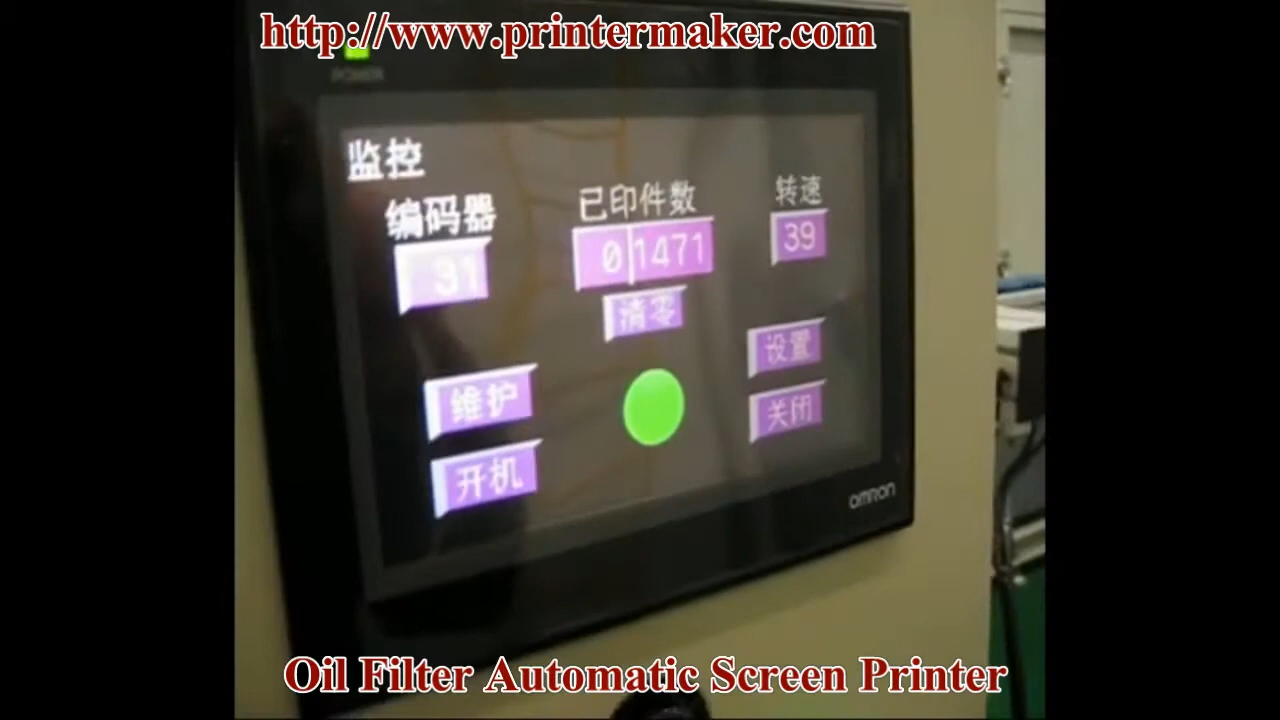 http://www.printermaker.com
POWER
监控
编码器
已印件数
转速
31
0 1471
39
清零
设置
维护
关闭
开机
OMRON
Oil Filter Automatic Screen Printer